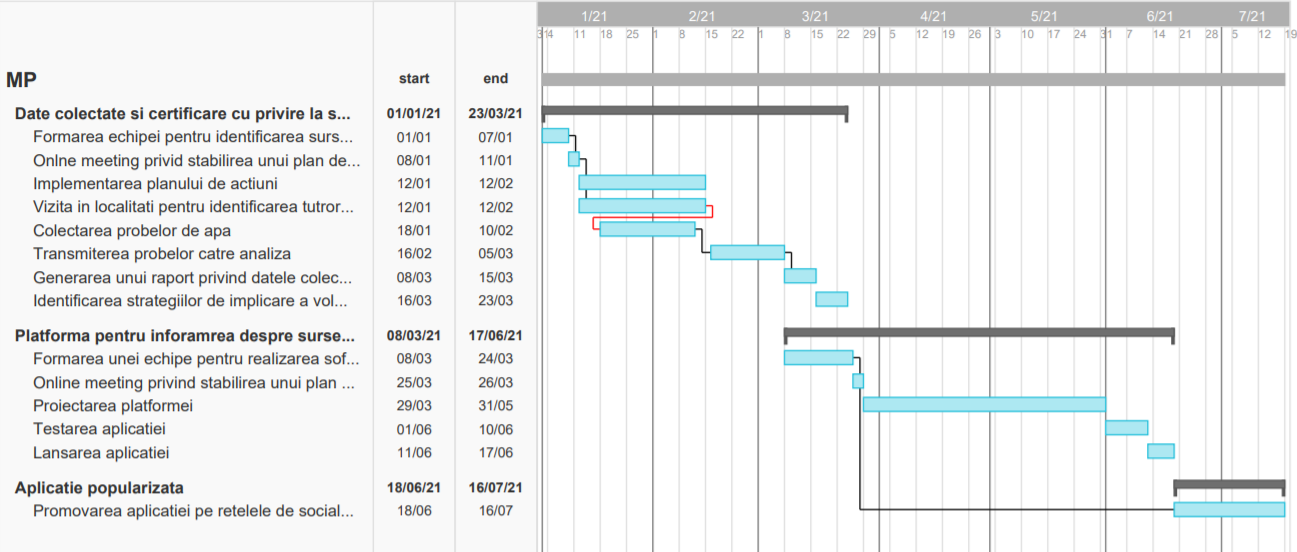 1/21 2/21 3/21 4/21 5/21 6/21 7/21
31 4 11 18 25 1 8 15 22 1 8 15 22 29 5 12 19 26 3 10 17 24 31 7 14 21 28 5 12 19
MP start end
Date colectate si certificare cu privire la s... 01/01/21 23/03/21
Formarea echipei pentru identificarea surs... 01/01 07/01
Onlne meeting privid stabilirea unui plan de... 08/01 11/01
Implementarea planului de actiuni 12/01 12/02
Vizita in localitati pentru identificarea tutror... 12/01 12/02
Colectarea probelor de apa 18/01 10/02
Transmiterea probelor catre analiza 16/02 05/03
Generarea unui raport privind datele colec... 08/03 15/03
Identificarea strategiilor de implicare a vol... 16/03 23/03
Platforma pentru inforamrea despre surse... 08/03/21 17/06/21
Formarea unei echipe pentru realizarea sof... 08/03 24/03
Online meeting privind stabilirea unui plan ... 25/03 26/03
Proiectarea platformei 29/03 31/05
Testarea aplicatiei 01/06 10/06
Lansarea aplicatiei 11/06 17/06
Aplicatie popularizata 18/06/21 16/07/21
Promovarea aplicatiei pe retelele de social... 18/06 16/07